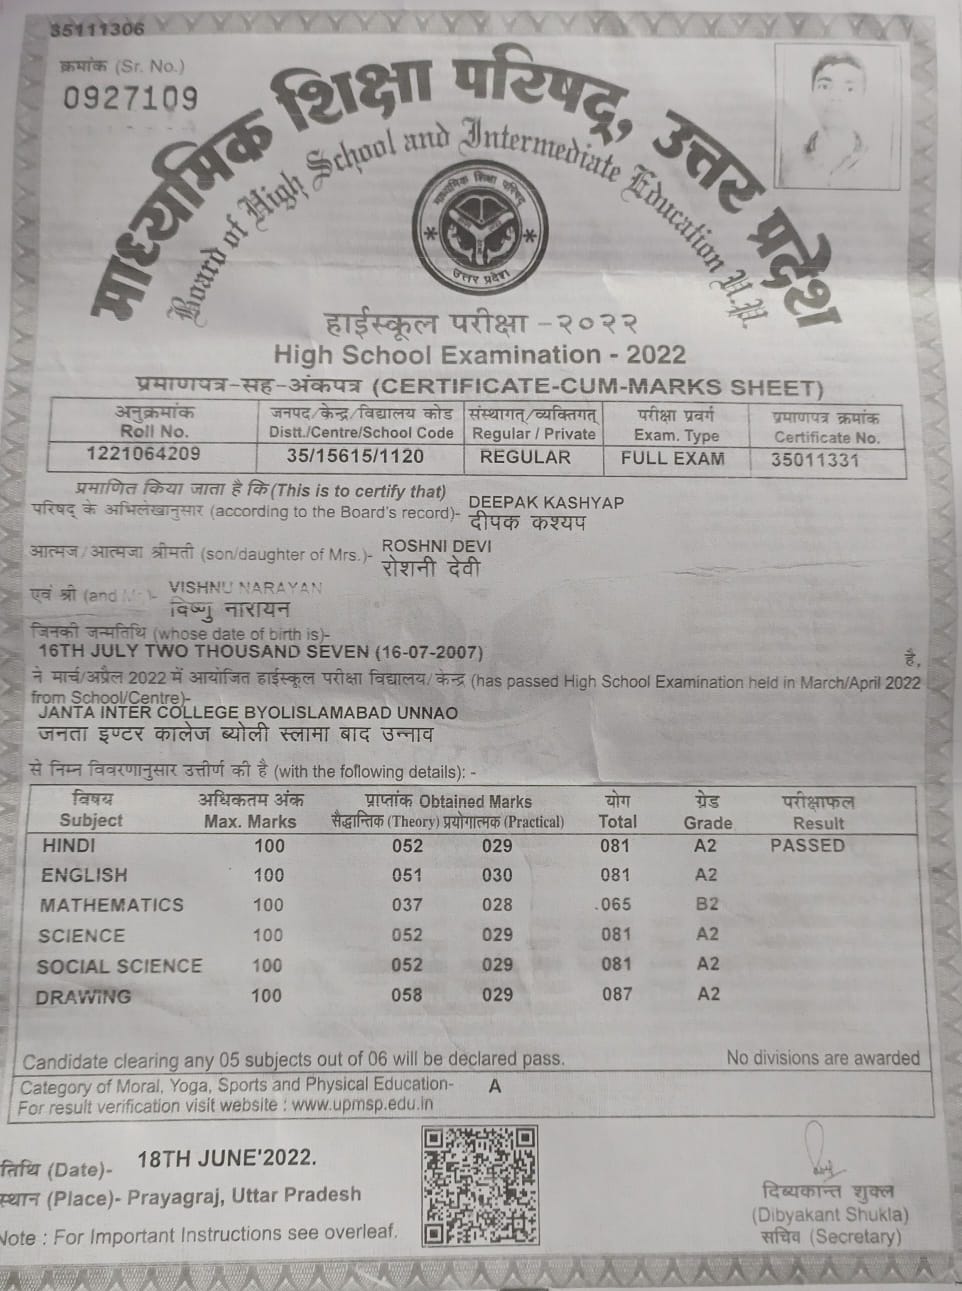 35111306
क्रमांक (Sr. No.)
0927109
माध्यमिक शिक्षा परिषद्, उत्तर प्रदेश
Board of High School and Intermediate Education U.P.
माध्यमिक शिक्षा परिषद्
उत्तर प्रदेश
हाईस्कूल परीक्षा -२०२२
High School Examination - 2022
प्रमाणपत्र-सह-अंकपत्र (CERTIFICATE-CUM-MARKS SHEET)
अनुक्रमांक जनपद/केन्द्र/विद्यालय कोड संस्थागत्/व्यक्तिगत् परीक्षा प्रवर्ग प्रमाणपत्र क्रमांक
Roll No. Distt./Centre/School Code Regular / Private Exam. Type Certificate No.
1221064209 35/15615/1120 REGULAR FULL EXAM 35011331
प्रमाणित किया जाता है कि (This is to certify that)
परिषद् के अभिलेखानुसार (according to the Board's record)- DEEPAK KASHYAP
दीपक कश्यप
आत्मज/आत्मजा श्रीमती (son/daughter of Mrs.)- ROSHNI DEVI
रोशनी देवी
एवं श्री (and )- VISHNU NARAYAN
विष्णु नारायन
जिनकी जन्मतिथि (whose date of birth is)-
16TH JULY TWO THOUSAND SEVEN (16-07-2007) है,
ने मार्च/अप्रैल 2022 में आयोजित हाईस्कूल परीक्षा विद्यालय/केन्द्र (has passed High School Examination held in March/April 2022
from School/Centre)-
JANTA INTER COLLEGE BYOLISLAMABAD UNNAO
जनता इण्टर कालेज ब्योली स्लामा बाद उन्नाव
से निम्न विवरणानुसार उत्तीर्ण की है (with the following details): -
विषय अधिकतम अंक प्राप्तांक Obtained Marks योग ग्रेड परीक्षाफल
Subject Max. Marks सैद्धान्तिक (Theory) प्रयोगात्मक (Practical) Total Grade Result
HINDI 100 052 029 081 A2 PASSED
ENGLISH 100 051 030 081 A2
MATHEMATICS 100 037 028 065 B2
SCIENCE 100 052 029 081 A2
SOCIAL SCIENCE 100 052 029 081 A2
DRAWING 100 058 029 087 A2
Candidate clearing any 05 subjects out of 06 will be declared pass. No divisions are awarded
Category of Moral, Yoga, Sports and Physical Education- A
For result verification visit website : www.upmsp.edu.in
तिथि (Date)- 18TH JUNE'2022.
स्थान (Place)- Prayagraj, Uttar Pradesh
Note : For Important Instructions see overleaf.
दिब्यकान्त शुक्ल
(Dibyakant Shukla)
सचिव (Secretary)